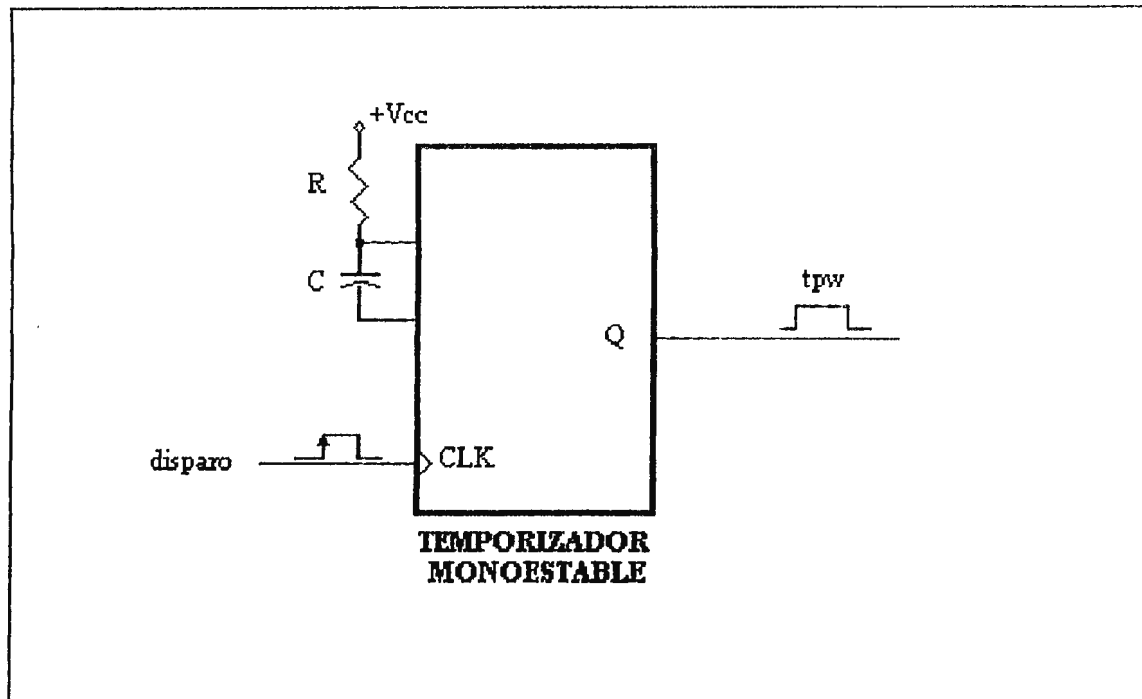 +Vcc
R
C
tpw
Q
disparo
CLK
TEMPORIZADOR
MONOESTABLE